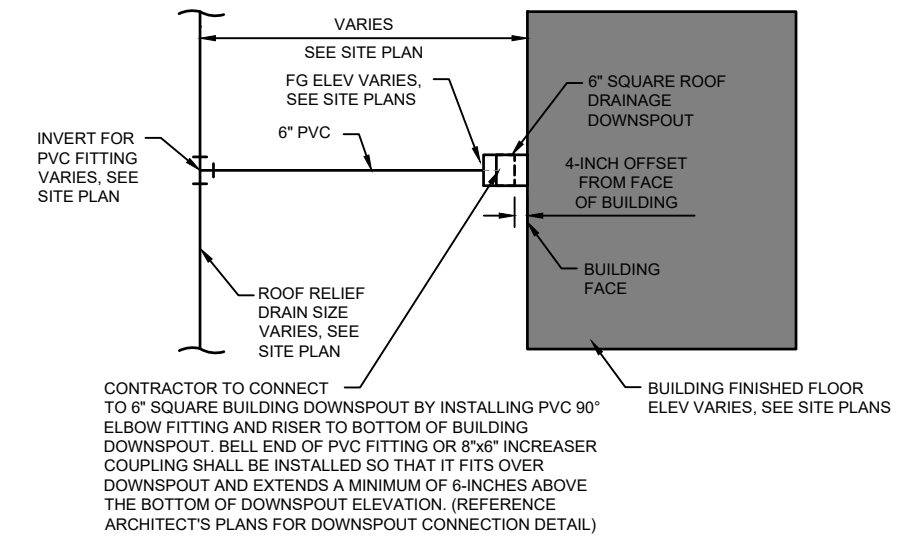 VARIES
SEE SITE PLAN
FG ELEV VARIES,
SEE SITE PLANS
6" SQUARE ROOF
DRAINAGE
DOWNSPOUT
INVERT FOR
PVC FITTING
VARIES, SEE
SITE PLAN
6" PVC
4-INCH OFFSET
FROM FACE
OF BUILDING
BUILDING
FACE
ROOF RELIEF
DRAIN SIZE
VARIES, SEE
SITE PLAN
CONTRACTOR TO CONNECT
TO 6" SQUARE BUILDING DOWNSPOUT BY INSTALLING PVC 90°
ELBOW FITTING AND RISER TO BOTTOM OF BUILDING
DOWNSPOUT. BELL END OF PVC FITTING OR 8"x6" INCREASER
COUPLING SHALL BE INSTALLED SO THAT IT FITS OVER
DOWNSPOUT AND EXTENDS A MINIMUM OF 6-INCHES ABOVE
THE BOTTOM OF DOWNSPOUT ELEVATION. (REFERENCE
ARCHITECT'S PLANS FOR DOWNSPOUT CONNECTION DETAIL)
BUILDING FINISHED FLOOR
ELEV VARIES, SEE SITE PLANS